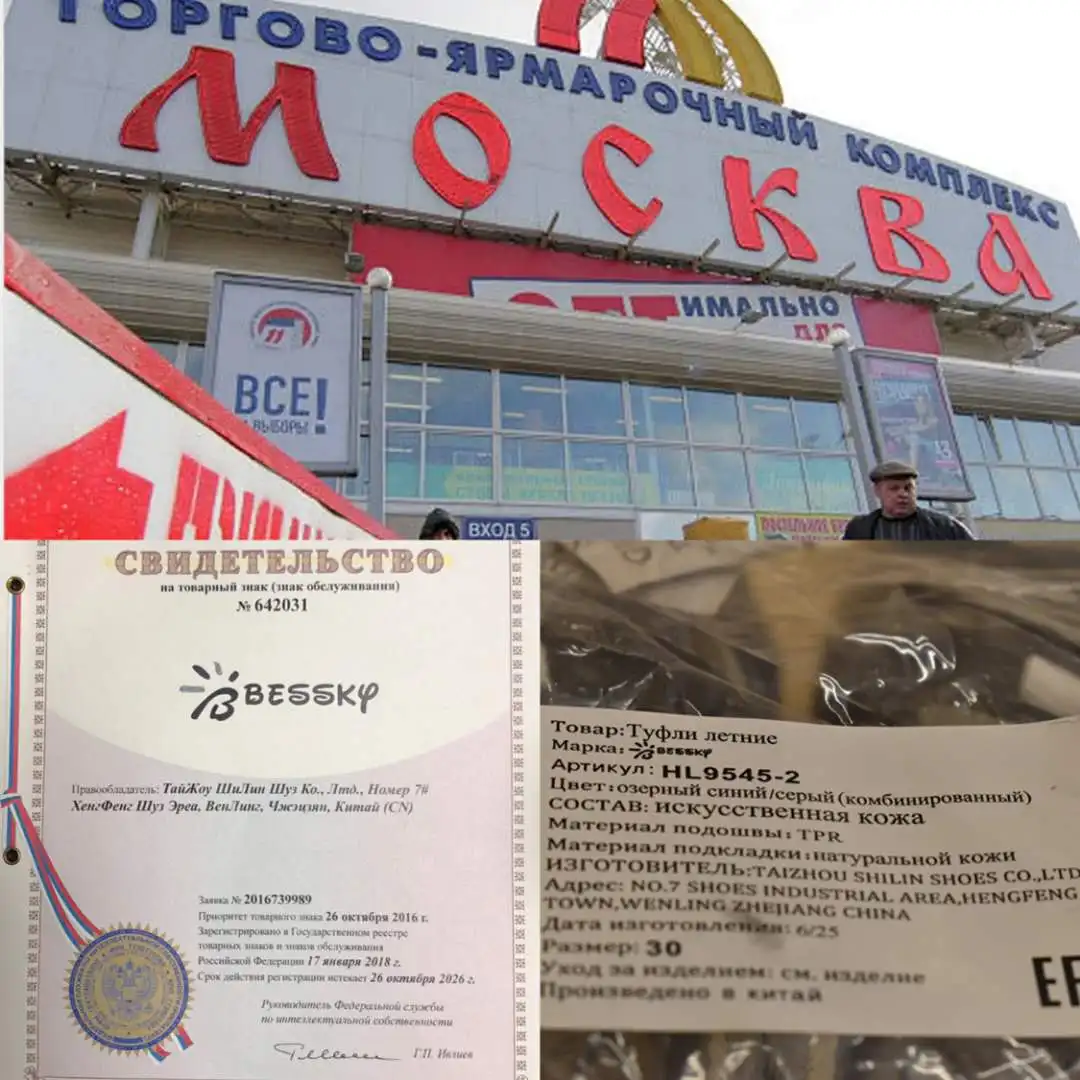 ТОРГОВО-ЯРМАРОЧНЫЙ КОМПЛЕКС
МОСКВА
ИМАЛЬНО
ДЛЯ
ВСЕ!
ВЫБОРЫ!
ВХОД 5
СВИДЕТЕЛЬСТВО
на товарный знак (знак обслуживания)
№ 642031
BESSKY
Правообладатель: ТайЖоу ШиЛин Шуз Ко., Лтд., Номер 7#
ХенгФенг Шуз Эреа, ВенЛинг, Чжэцзян, Китай (CN)
Заявка № 2016739989
Приоритет товарного знака 26 октября 2016 г.
Зарегистрировано в Государственном реестре
товарных знаков и знаков обслуживания
Российской Федерации 17 января 2018 г.
Срок действия регистрации истекает 26 октября 2026 г.
Руководитель Федеральной службы
по интеллектуальной собственности
Г.П. Ивлиев
Товар:Туфли летние
Марка: BESSKY
Артикул: HL9545-2
Цвет:озерный синий/серый(комбинированный)
СОСТАВ: искусственная кожа
Материал подошвы: TPR
Материал подкладки:натуральной кожи
ИЗГОТОВИТЕЛЬ:TAIZHOU SHILIN SHOES CO.,LTD
Адрес: NO.7 SHOES INDUSTRIAL AREA,HENGFENG
TOWN,WENLING ZHEJIANG CHINA
Дата изготовления: 6/25
Размер: 30
Уход за изделием: см. изделие
Произведено в китай